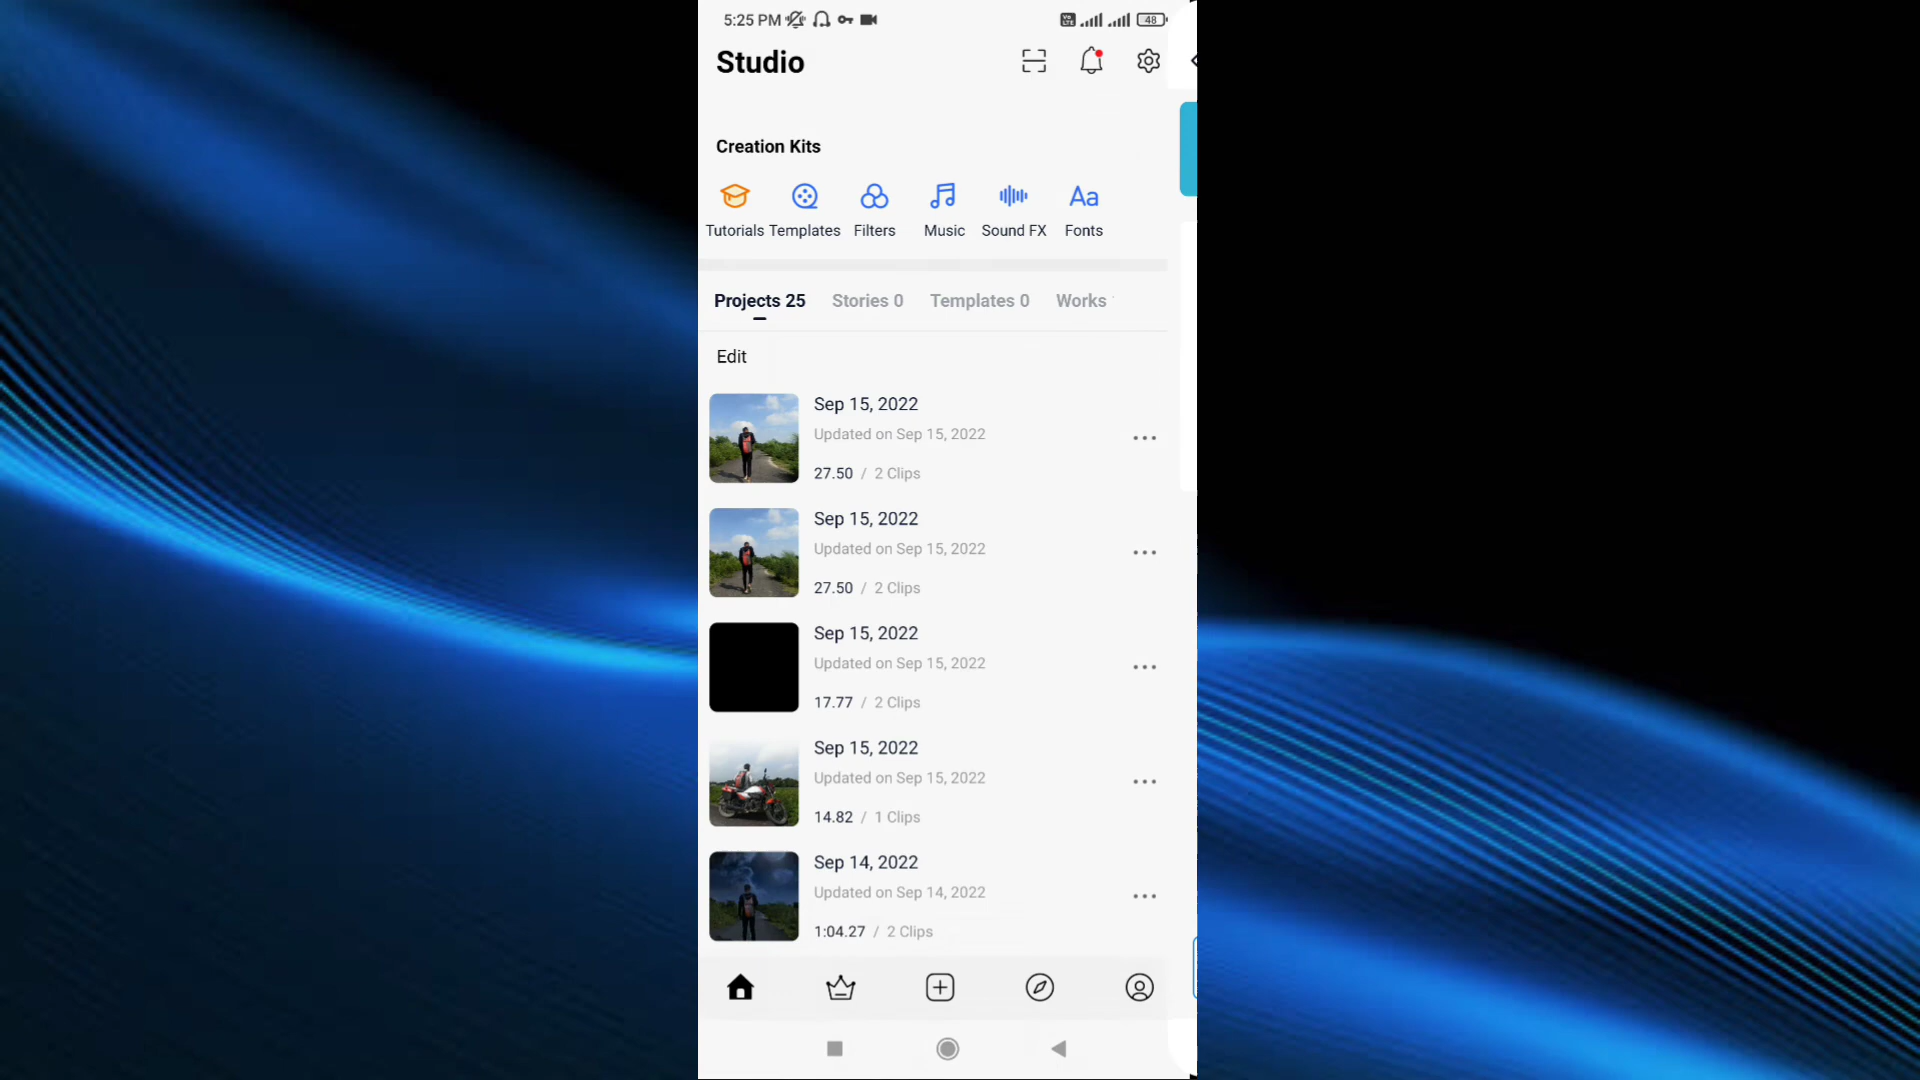 5:25 PM
Vo LTE
48
Studio
Creation Kits
Aa
Tutorials Templates Filters Music Sound FX Fonts
Projects 25 Stories 0 Templates 0 Works
Edit
Sep 15, 2022
Updated on Sep 15, 2022
27.50 / 2 Clips
Sep 15, 2022
Updated on Sep 15, 2022
27.50 / 2 Clips
Sep 15, 2022
Updated on Sep 15, 2022
17.77 / 2 Clips
Sep 15, 2022
Updated on Sep 15, 2022
14.82 / 1 Clips
Sep 14, 2022
Updated on Sep 14, 2022
1:04.27 / 2 Clips